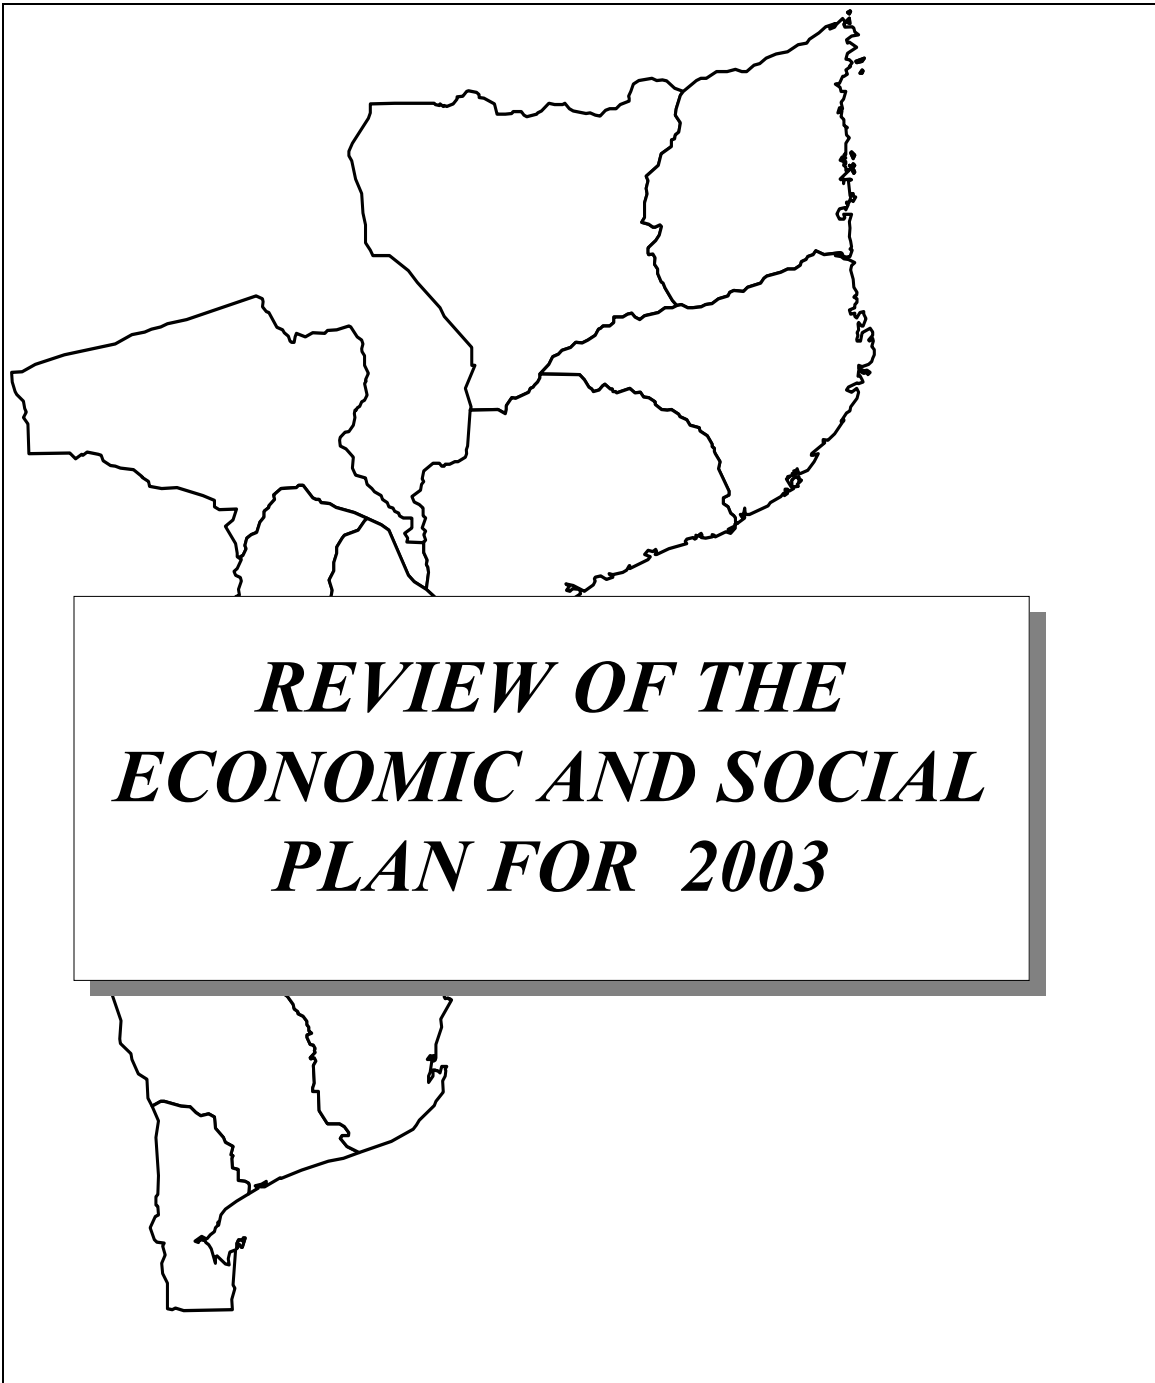 REVIEW OF THE
ECONOMIC AND SOCIAL
PLAN FOR 2003